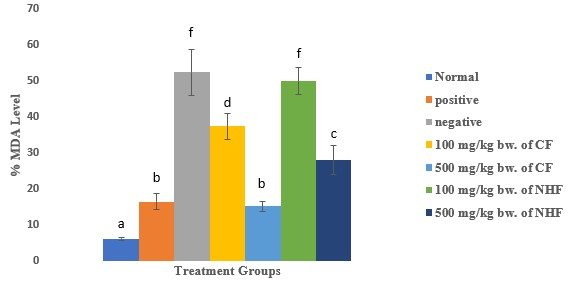 70
60
50
40
30
20
10
0
% MDA Level
a
b
f
d
b
f
c
Treatment Groups
Normal
positive
negative
100 mg/kg bw. of CF
500 mg/kg bw. of CF
100 mg/kg bw. of NHF
500 mg/kg bw. of NHF